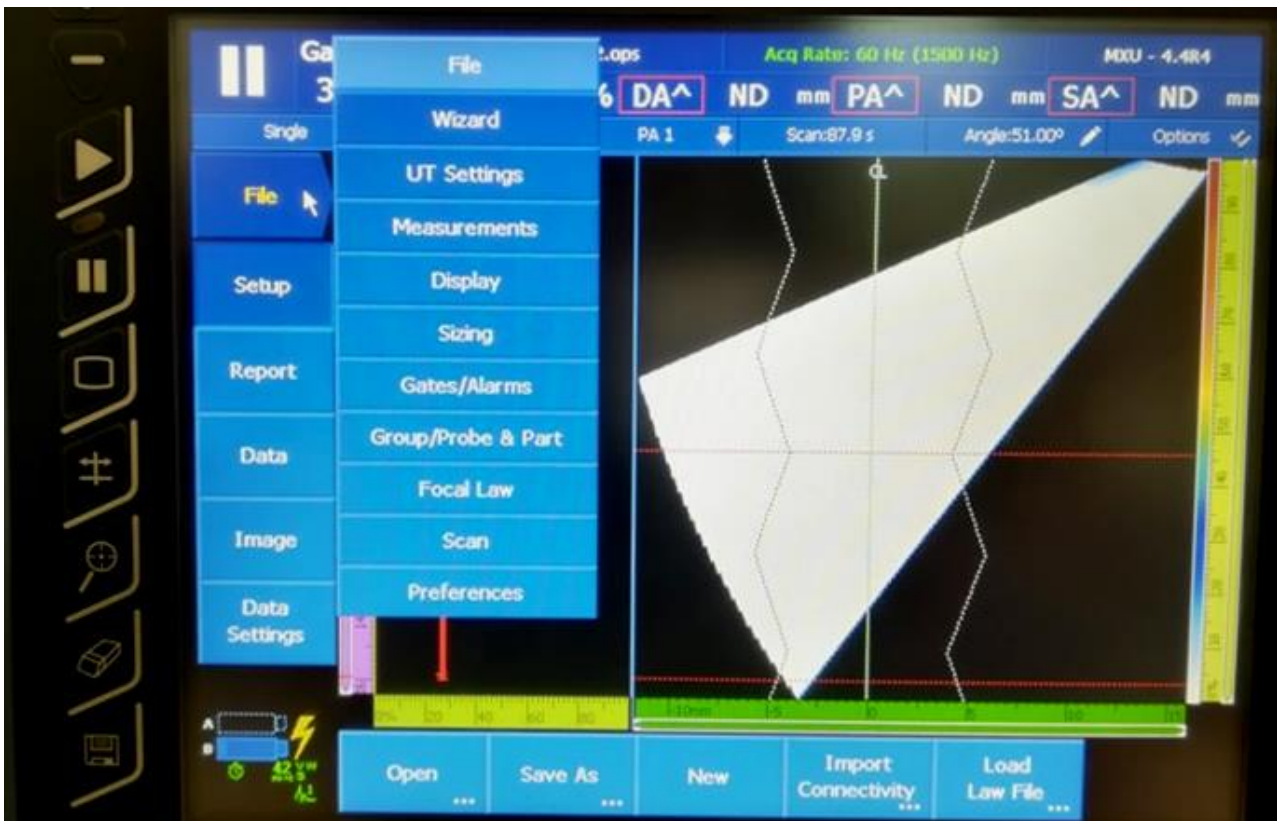 Ga
File
.ops
Acq Rate: 60 Hz (1500 Hz)
MXU - 4.4R4
3
% DA^ ND mm PA^ ND mm SA^ ND mm
Single
Wizard
PA 1
Scan:87.9 s
Angle:51.00º
Options
File
UT Settings
CL
Measurements
Setup
Display
Sizing
Report
Gates/Alarms
Group/Probe & Part
Data
Focal Law
Image
Scan
Preferences
Data
Settings
A
B
42
Open
...
Save As
...
New
Import
Connectivity
...
Load
Law File
...